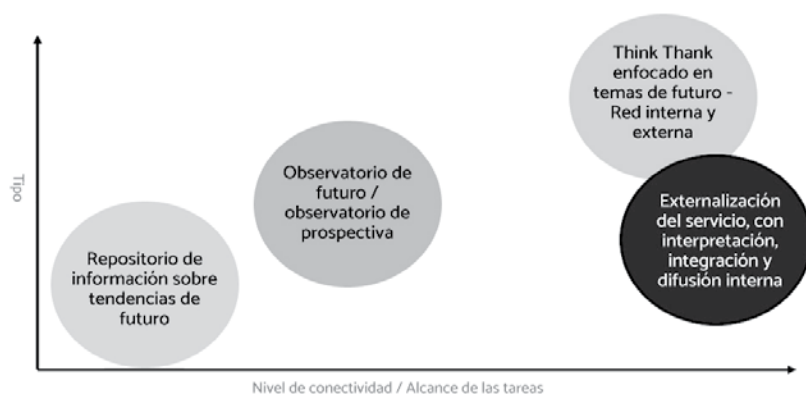 Think Thank
enfocado en
temas de futuro -
Red interna y
externa
Observatorio de
futuro /
observatorio de
prospectiva
Externalización
del servicio, con
interpretación,
integración y
difusión interna
Repositorio de
información sobre
tendencias de
futuro
Tipo
Nivel de conectividad / Alcance de las tareas